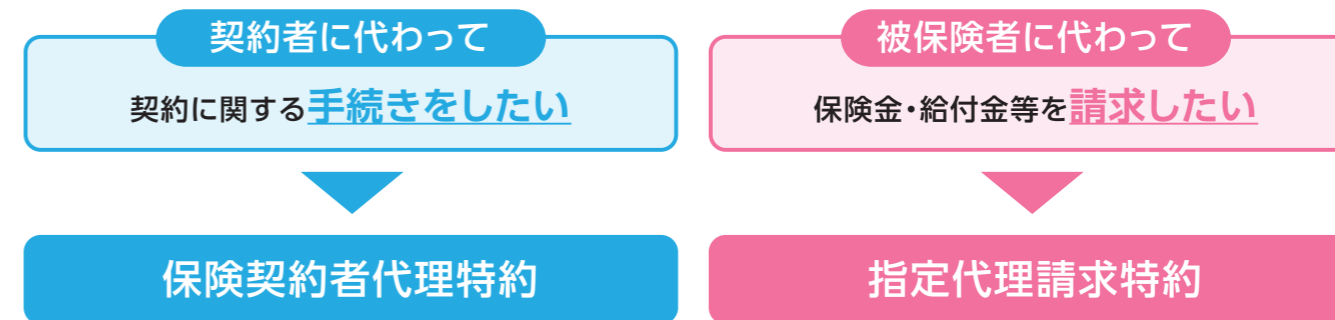 契約者に代わって
契約に関する手続きをしたい
保険契約者代理特約
被保険者に代わって
保険金・給付金等を請求したい
指定代理請求特約